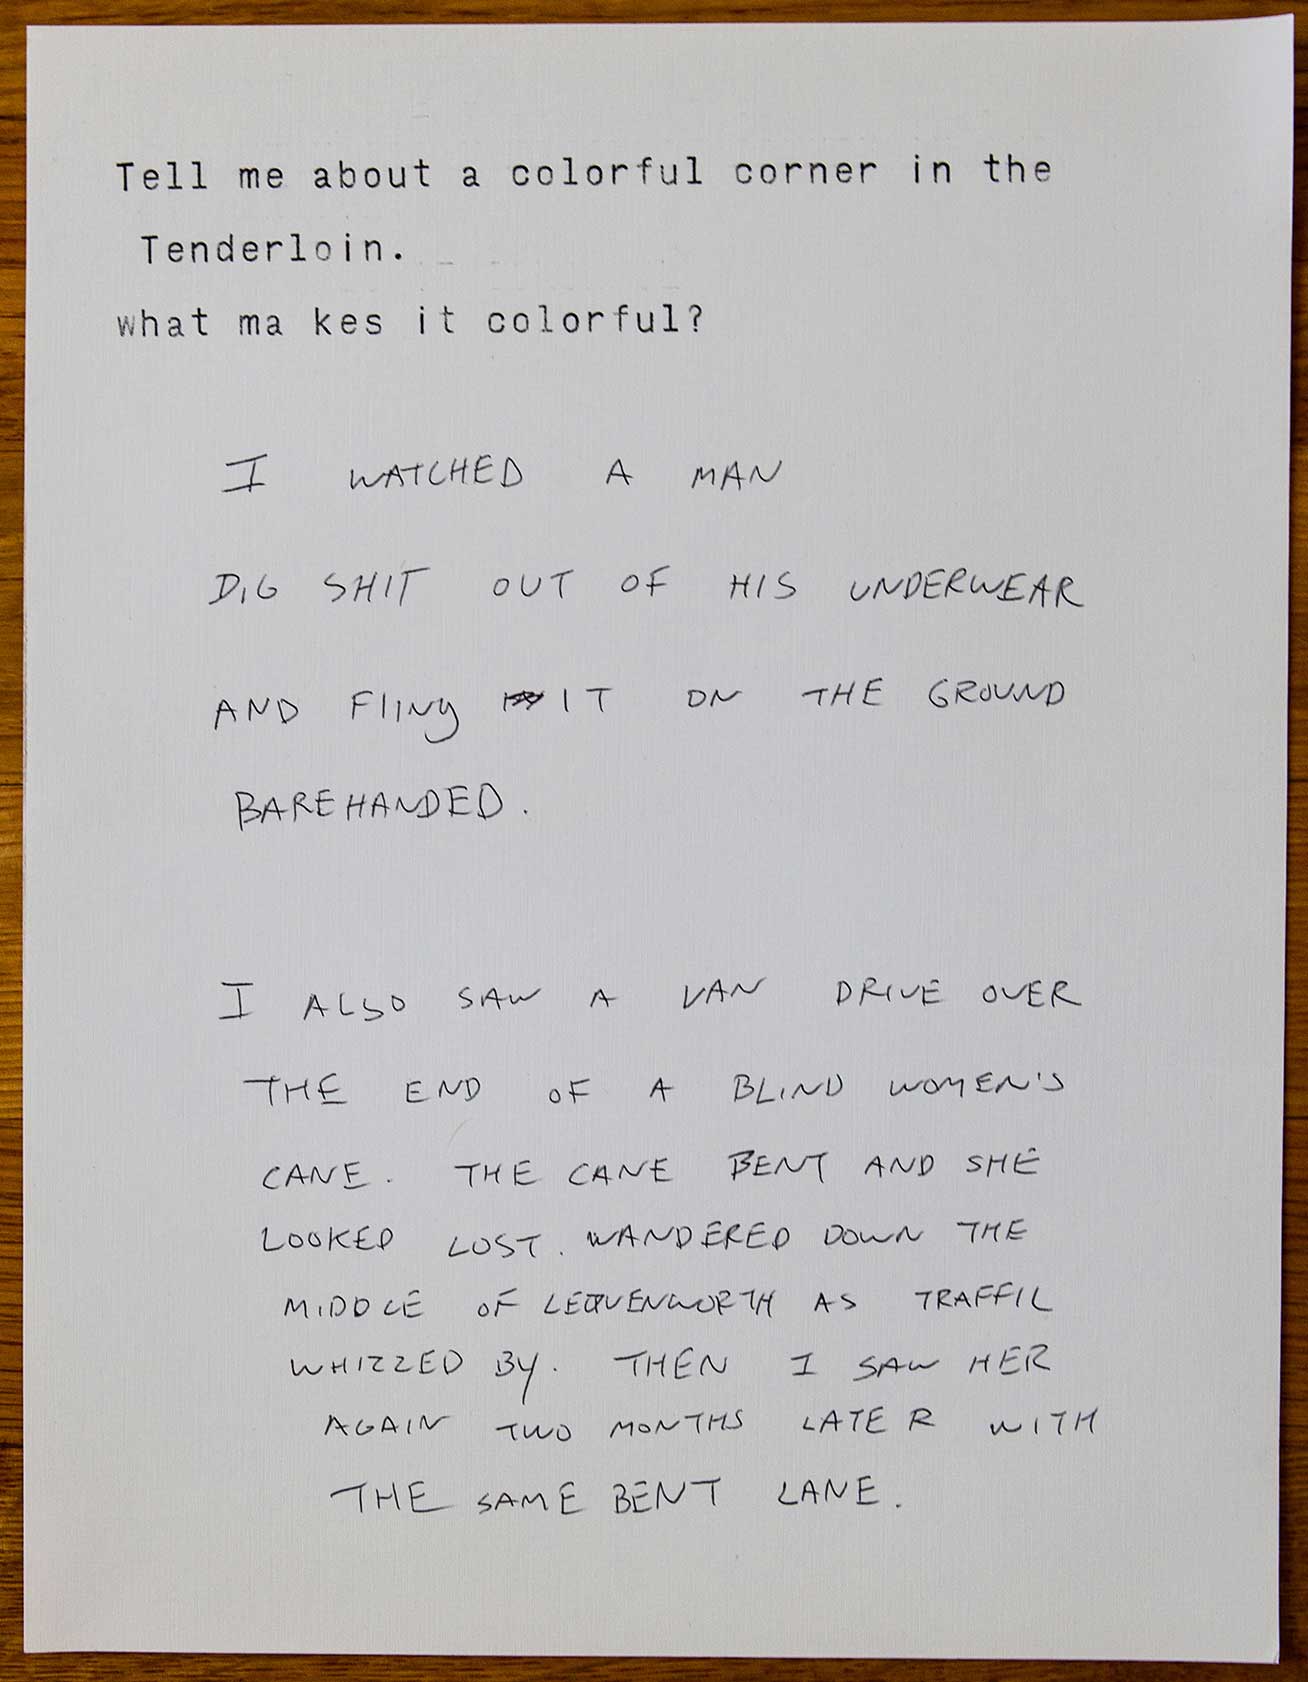 Tell me about a colorful corner in the
Tenderloin.
what ma kes it colorful?
I WATCHED A MAN
DIG SHIT OUT OF HIS UNDERWEAR
AND FlINg IT ON THE GROUND
BAREHANDED.
I ALSO SAW A VAN DRIVE OVER
THE END OF A BLIND WOMEN'S
CANE. THE CANE BENT AND SHE
LOOKED LOST. WANDERED DOWN THE
MIDDLE OF LEAVENWORTH AS TRAFFIC
WHIZZED By. THEN I SAW HER
AGAIN TWO MONTHS LATER WITH
THE SAME BENT CANE.